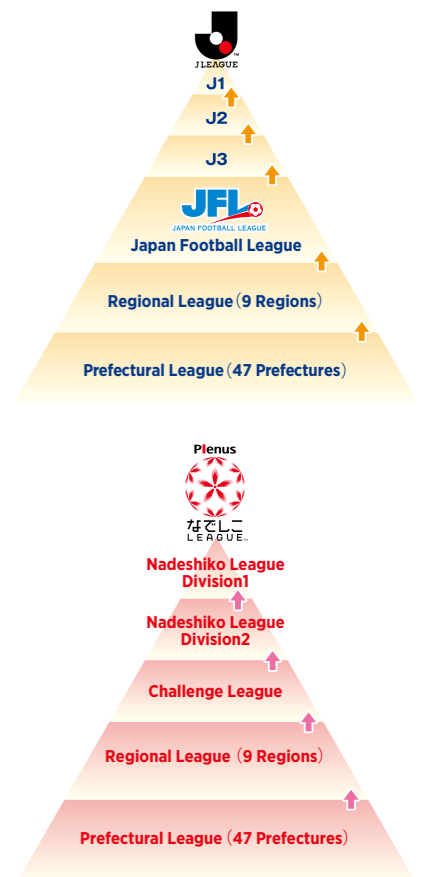 J.LEAGUE™
J1
J2
J3
JFL
JAPAN FOOTBALL LEAGUE
Japan Football League
Regional League（9 Regions）
Prefectural League（47 Prefectures）
Plenus
なでしこ
LEAGUE™
Nadeshiko League
Division1
Nadeshiko League
Division2
Challenge League
Regional League（9 Regions）
Prefectural League（47 Prefectures）